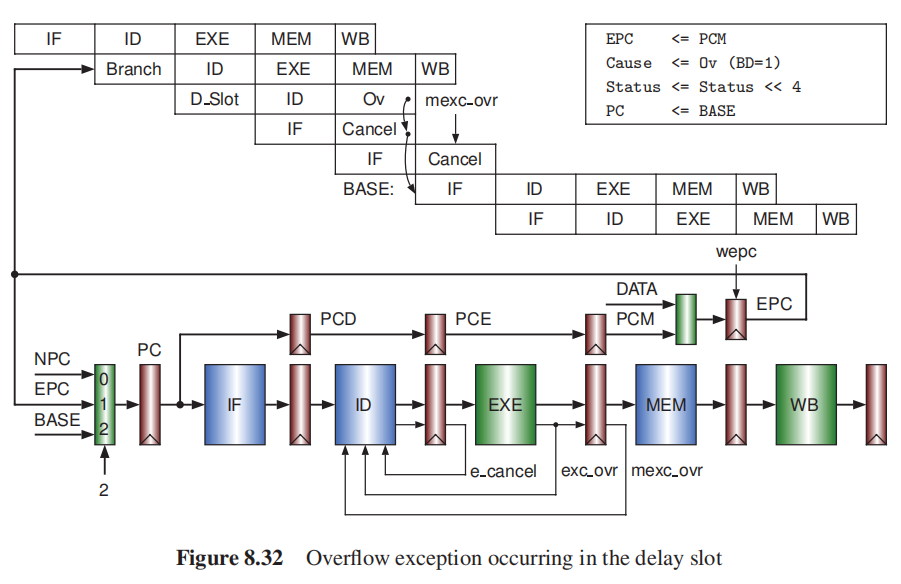 IF ID EXE MEM WB
Branch ID EXE MEM WB
D_Slot ID Ov mexc_ovr
IF Cancel
IF Cancel
BASE: IF ID EXE MEM WB
IF ID EXE MEM WB
EPC <= PCM
Cause <= Ov (BD=1)
Status <= Status << 4
PC <= BASE
wepc
DATA
EPC
PCD PCE PCM
NPC
PC
EPC
BASE
0
1
2
IF ID EXE MEM WB
e_cancel exc_ovr mexc_ovr
2
Figure 8.32 Overflow exception occurring in the delay slot